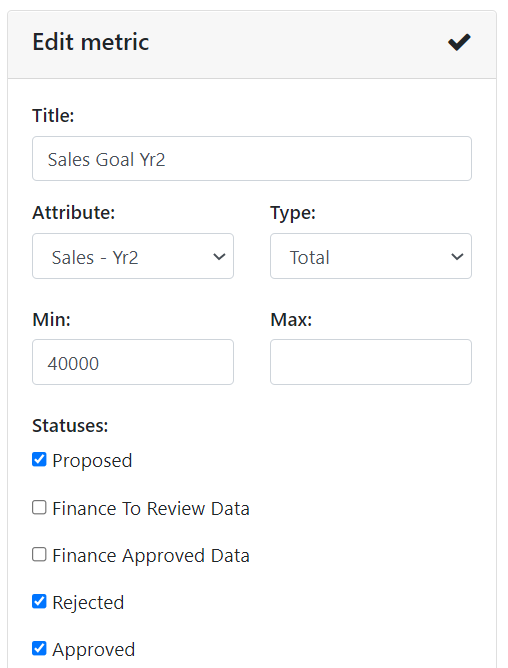 Edit metric
Title:
Sales Goal Yr2
Attribute: Type:
Sales - Yr2 Total
Min: Max:
40000
Statuses:
Proposed
Finance To Review Data
Finance Approved Data
Rejected
Approved